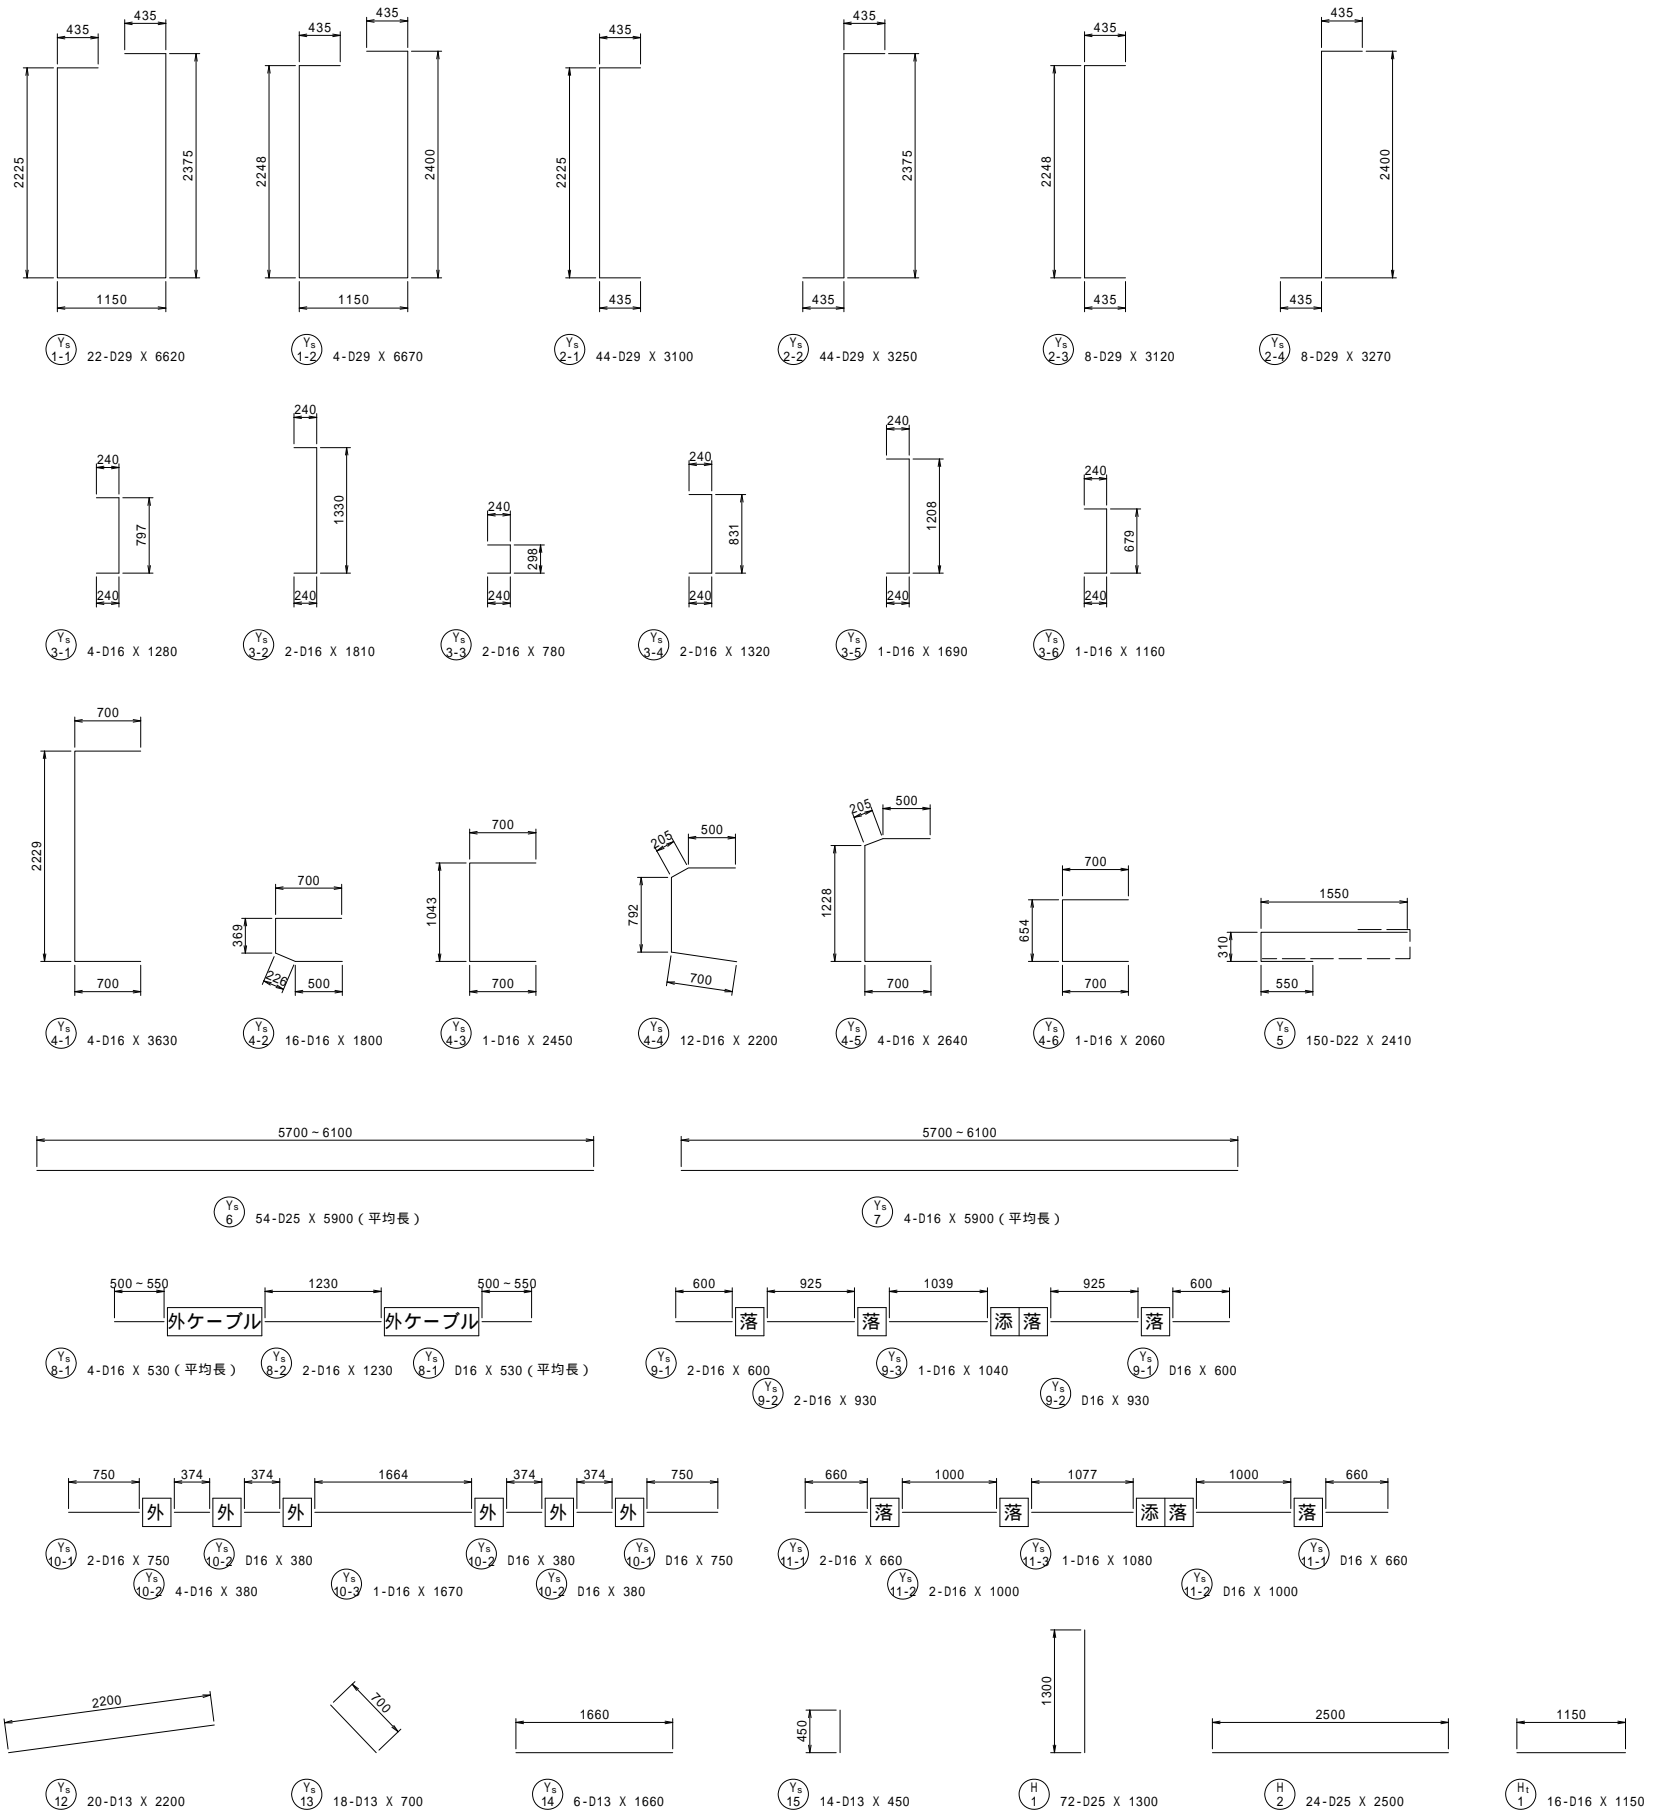 435 435 435 435 435 435 435 435
2225 2375 2248 2400 2225 2375 2248 2400
1150 1150 435 435 435 435
Ys 1-1 22-D29 X 6620
Ys 1-2 4-D29 X 6670
Ys 2-1 44-D29 X 3100
Ys 2-2 44-D29 X 3250
Ys 2-3 8-D29 X 3120
Ys 2-4 8-D29 X 3270
240 240 240 240 240 240
797 1330 298 831 1208 679
240 240 240 240 240 240
Ys 3-1 4-D16 X 1280
Ys 3-2 2-D16 X 1810
Ys 3-3 2-D16 X 780
Ys 3-4 2-D16 X 1320
Ys 3-5 1-D16 X 1690
Ys 3-6 1-D16 X 1160
700 700 700 205 500 205 500 700 1550
2229 369 1043 792 1228 654 310
700 226 500 700 700 700 700 550
Ys 4-1 4-D16 X 3630
Ys 4-2 16-D16 X 1800
Ys 4-3 1-D16 X 2450
Ys 4-4 12-D16 X 2200
Ys 4-5 4-D16 X 2640
Ys 4-6 1-D16 X 2060
Ys 5 150-D22 X 2410
5700～6100 5700～6100
Ys 6 54-D25 X 5900（平均長）
Ys 7 4-D16 X 5900（平均長）
500～550 1230 500～550 600 925 1039 925 600
外ケーブル 外ケーブル 落 落 添 落 落
Ys 8-1 4-D16 X 530（平均長）
Ys 8-2 2-D16 X 1230
Ys 8-1 D16 X 530（平均長）
Ys 9-1 2-D16 X 600
Ys 9-3 1-D16 X 1040
Ys 9-1 D16 X 600
Ys 9-2 2-D16 X 930
Ys 9-2 D16 X 930
750 374 374 1664 374 374 750 660 1000 1077 1000 660
外 外 外 外 外 外 落 落 添 落 落
Ys 10-1 2-D16 X 750
Ys 10-2 D16 X 380
Ys 10-2 D16 X 380
Ys 10-1 D16 X 750
Ys 11-1 2-D16 X 660
Ys 11-3 1-D16 X 1080
Ys 11-1 D16 X 660
Ys 10-2 4-D16 X 380
Ys 10-3 1-D16 X 1670
Ys 10-2 D16 X 380
Ys 11-2 2-D16 X 1000
Ys 11-2 D16 X 1000
2200 700 1660 450 1300 2500 1150
Ys 12 20-D13 X 2200
Ys 13 18-D13 X 700
Ys 14 6-D13 X 1660
Ys 15 14-D13 X 450
H 1 72-D25 X 1300
H 2 24-D25 X 2500
Ht 1 16-D16 X 1150